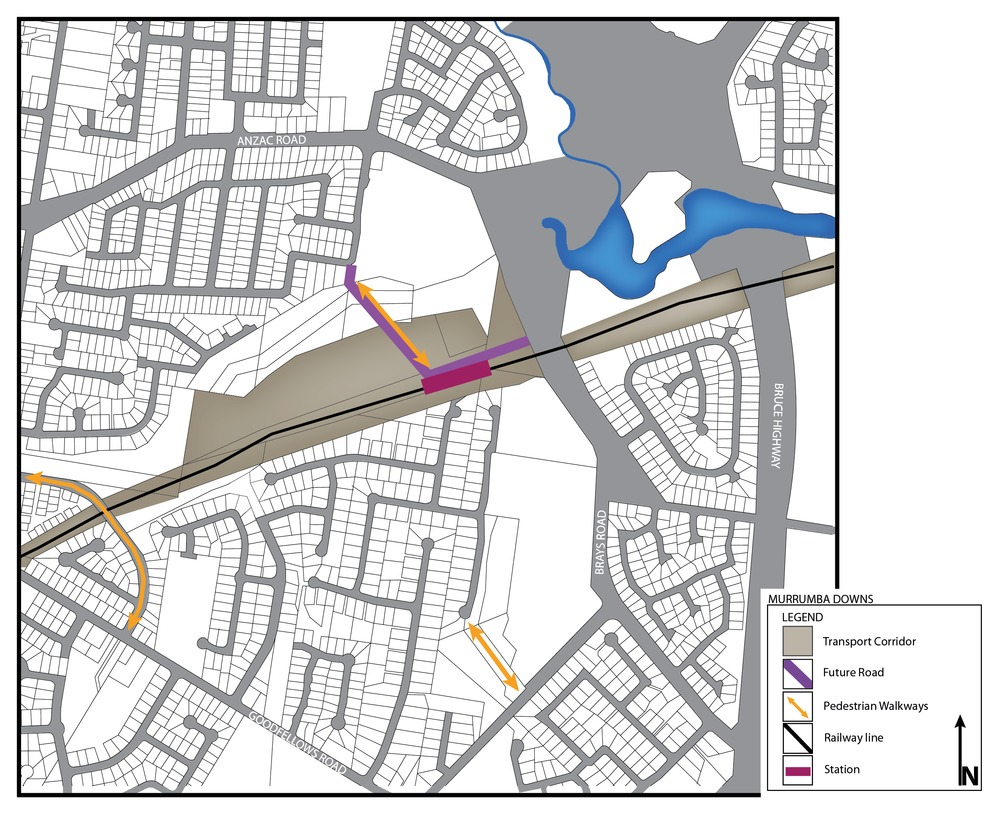 ANZAC ROAD
BRUCE HIGHWAY
BRAYS ROAD
GOODFELLOWS ROAD
MURRUMBA DOWNS
LEGEND
Transport Corridor
Future Road
Pedestrian Walkways
Railway line
Station
N